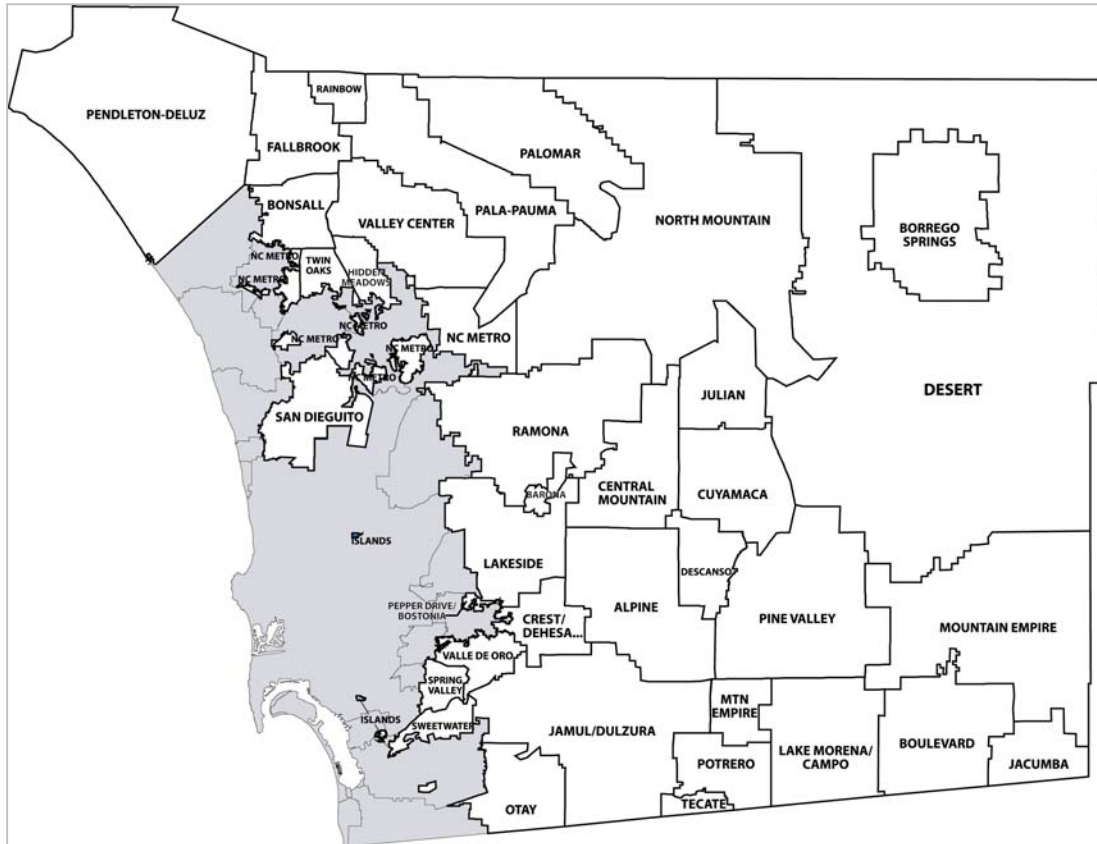 RAINBOW
PENDLETON-DELUZ
FALLBROOK
PALOMAR
BONSALL
PALA-PAUMA
VALLEY CENTER
NORTH MOUNTAIN
BORREGO
SPRINGS
NC METRO
TWIN
OAKS
HIDDEN
MEADOWS
NC METRO
NC METRO
NC METRO
NC METRO
NC METRO
METRO
SAN DIEGUITO
JULIAN
DESERT
RAMONA
BARONA
CENTRAL
MOUNTAIN
CUYAMACA
ISLANDS
LAKESIDE
DESCANSO
PEPPER DRIVE/
BOSTONIA
CREST/
DEHESA...
ALPINE
PINE VALLEY
MOUNTAIN EMPIRE
VALLE DE ORO
SPRING
VALLEY
MTN
EMPIRE
ISLANDS
SWEETWATER
JAMUL/DULZURA
LAKE MORENA/
CAMPO
BOULEVARD
POTRERO
JACUMBA
OTAY
TECATE